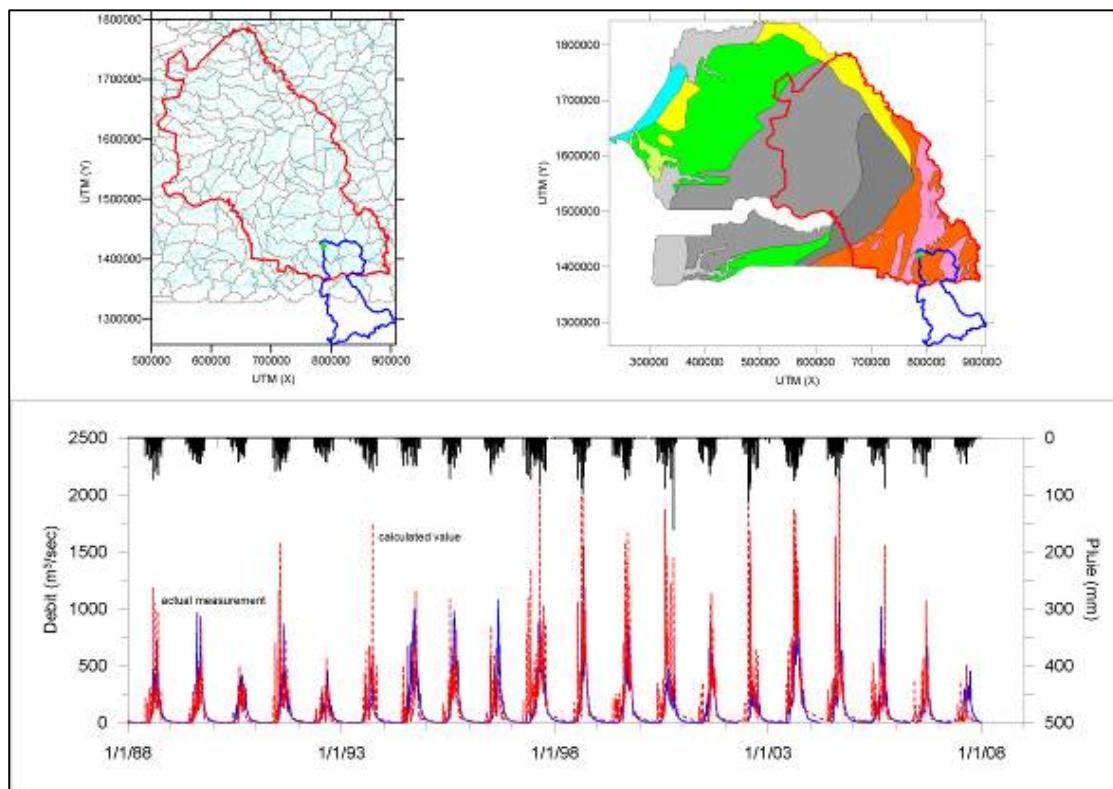 1800000
1700000
1600000
1500000
1400000
1300000
UTM (Y)
500000 600000 700000 800000 900000
UTM (X)
1800000
1700000
1600000
1500000
1400000
1300000
UTM (Y)
300000 400000 500000 600000 700000 800000 900000
UTM (X)
2500
2000
1500
1000
500
0
Debit (m³/sec)
calculated value
actual measurement
0
100
200
300
400
500
Pluie (mm)
1/1/88 1/1/93 1/1/98 1/1/03 1/1/08